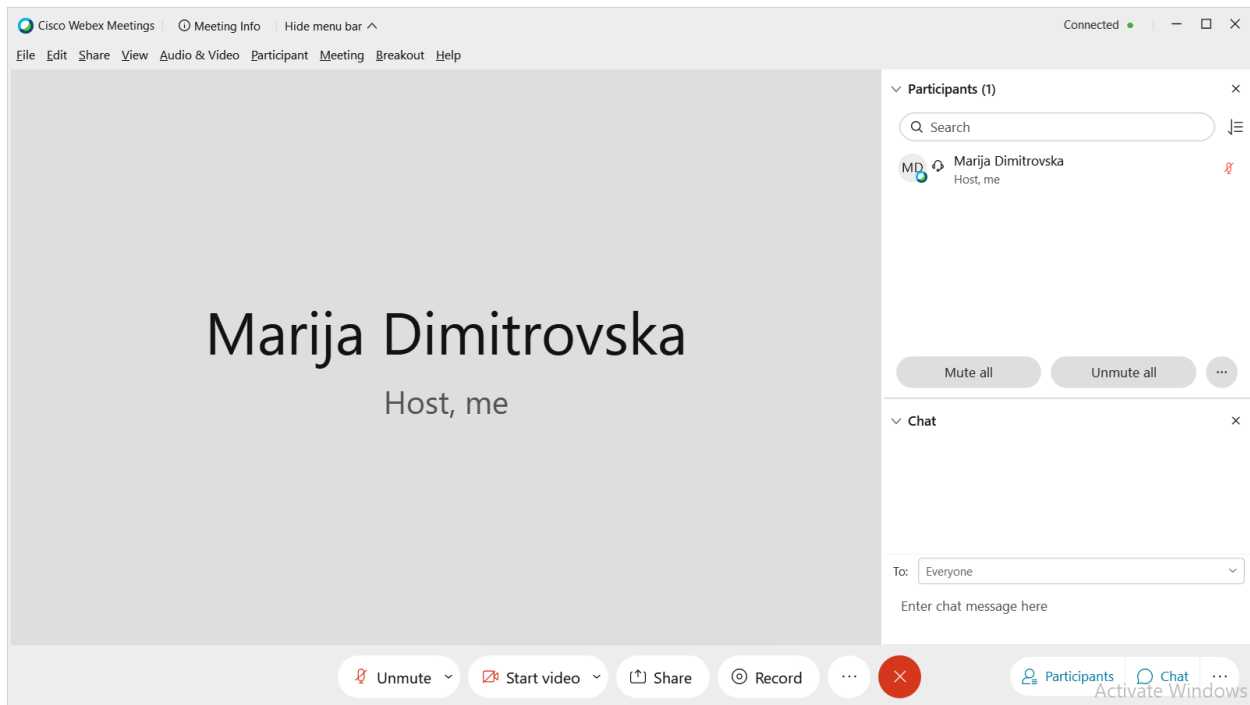 Cisco Webex Meetings Meeting Info Hide menu bar Connected
File Edit Share View Audio & Video Participant Meeting Breakout Help
Participants (1)
Search
MD Marija Dimitrovska
Host, me
Marija Dimitrovska
Host, me
Mute all Unmute all ...
Chat
To: Everyone
Enter chat message here
Unmute Start video Share Record ... Participants Chat ...
Activate Windows